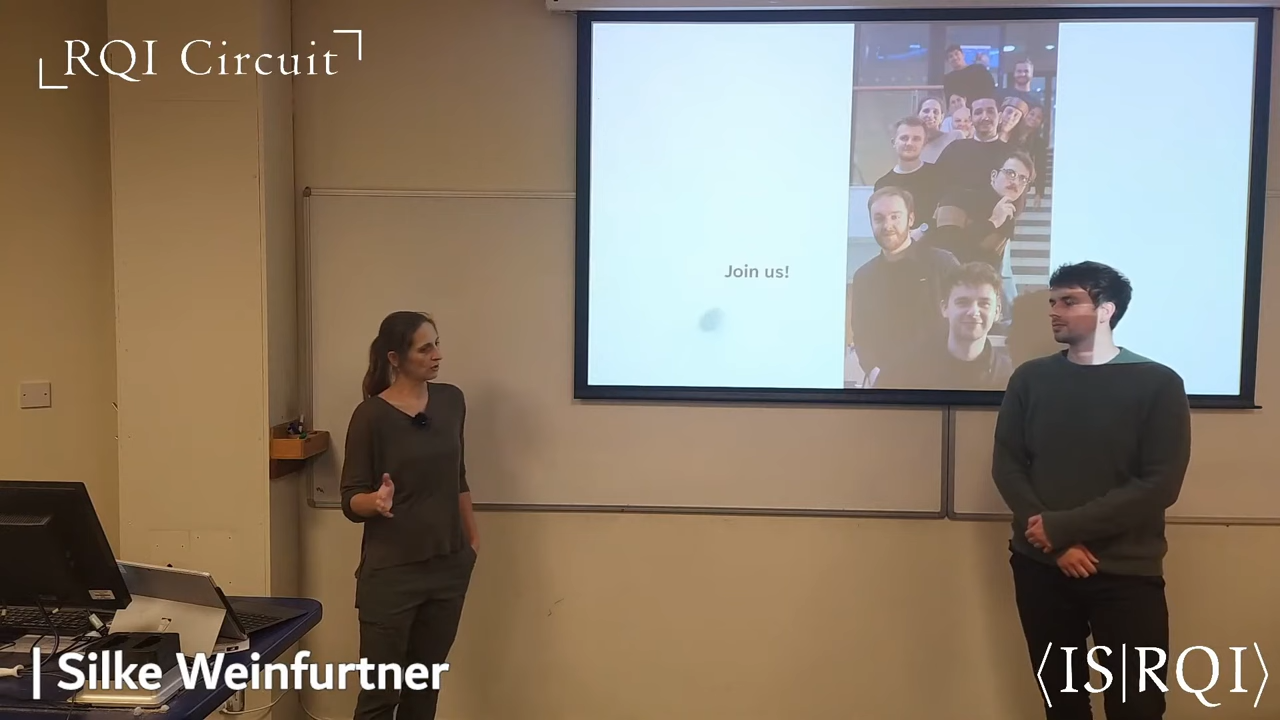 RQI Circuit
Join us!
| Silke Weinfurtner
⟨IS|RQI⟩